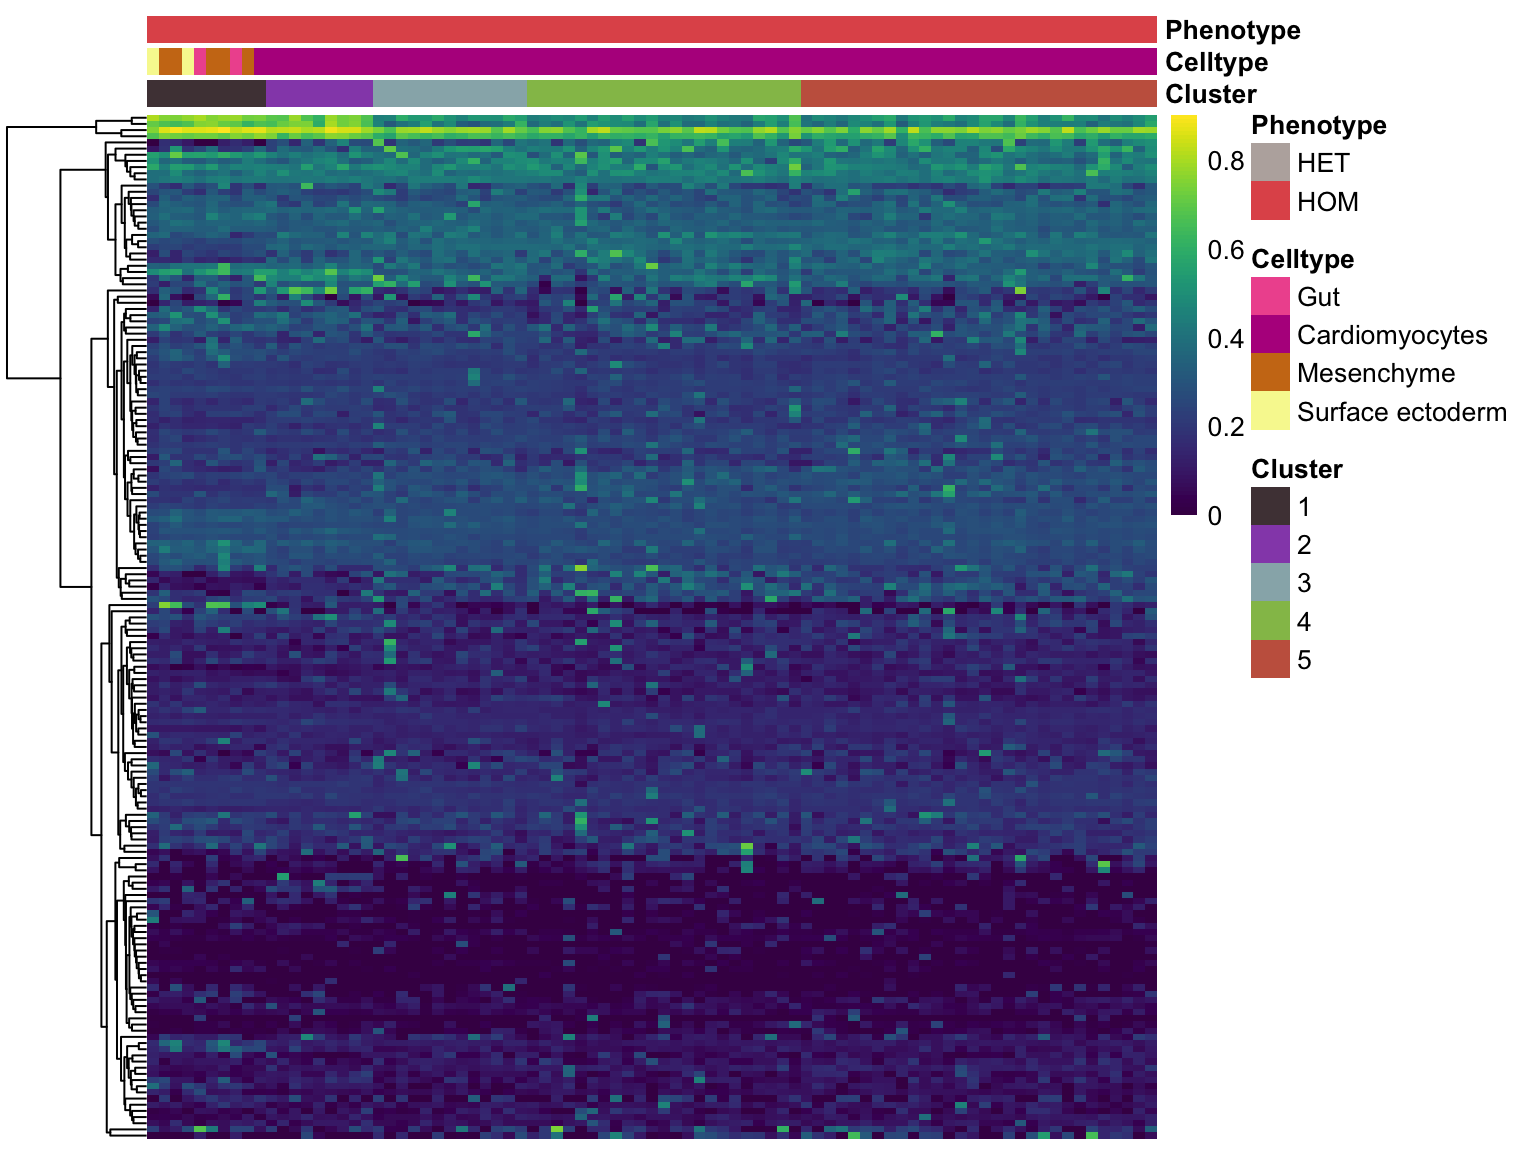 Phenotype
Celltype
Cluster
0.8
0.6
0.4
0.2
0
Phenotype
HET
HOM
Celltype
Gut
Cardiomyocytes
Mesenchyme
Surface ectoderm
Cluster
1
2
3
4
5